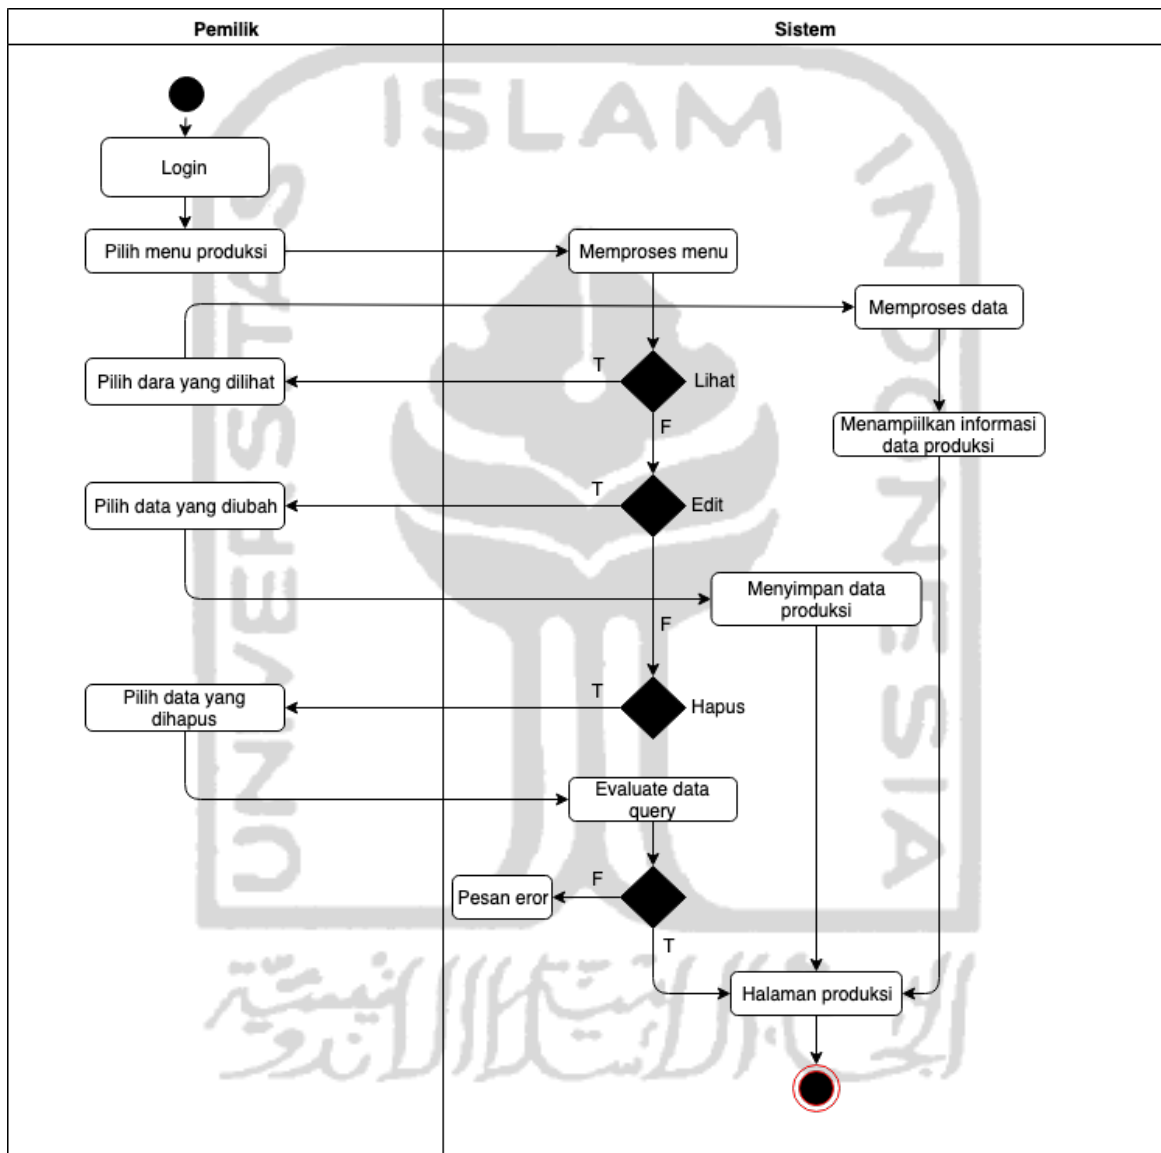 Pemilik
Sistem
ISLAM
UNIVERSITAS
INDONESIA
Login
Pilih menu produksi
Memproses menu
Memproses data
Pilih dara yang dilihat
T
Lihat
F
Menampiilkan informasi
data produksi
Pilih data yang diubah
T
Edit
Menyimpan data
produksi
F
Pilih data yang
dihapus
T
Hapus
Evaluate data
query
Pesan eror
F
T
Halaman produksi